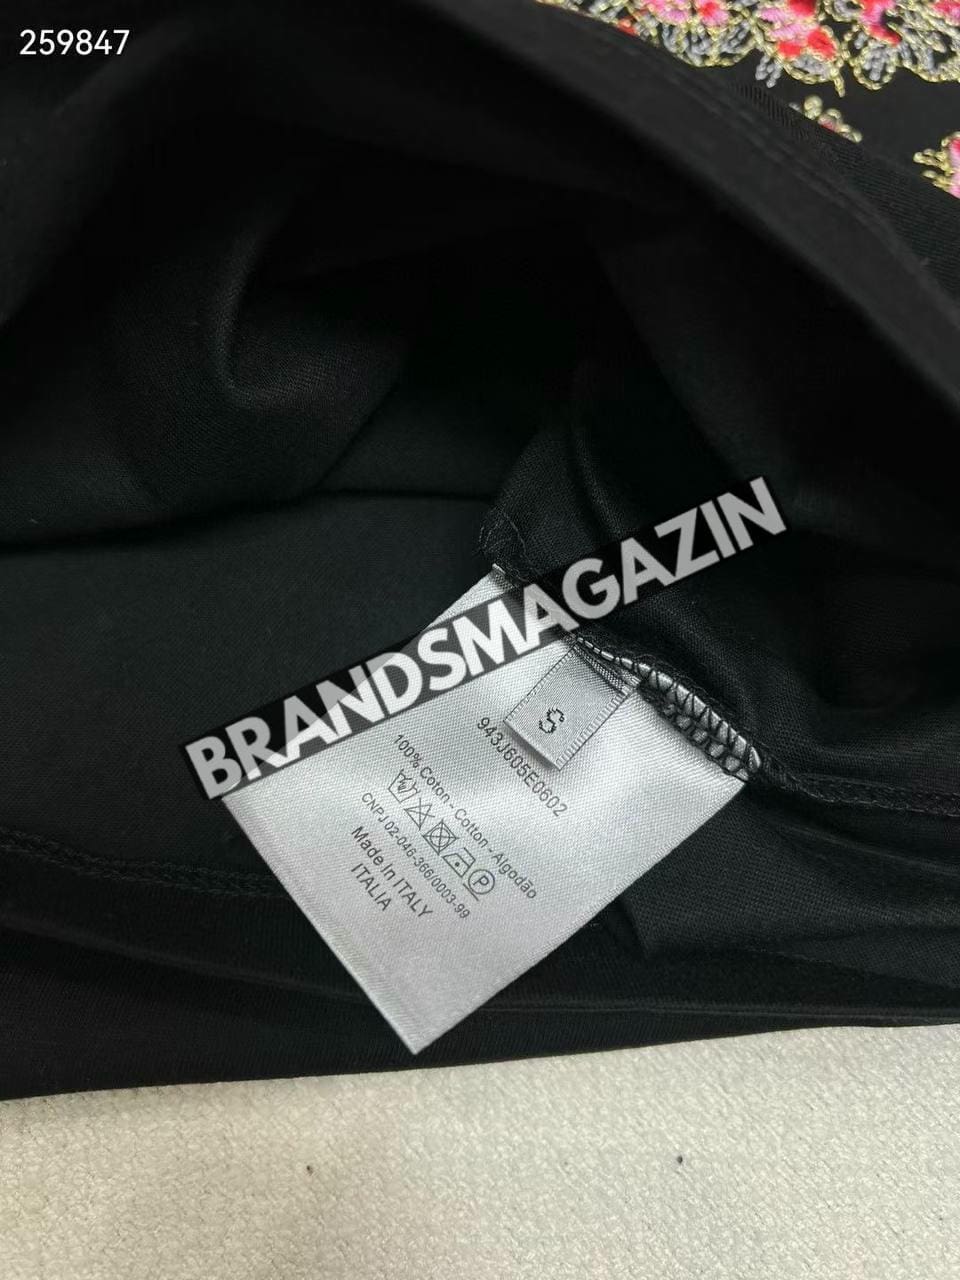 259847
BRANDSMAGAZIN
S
943J605E0602
100% Coton - Cotton - Algodão
CNPJ 02-046-366/0003-99
Made In ITALY
ITALIA